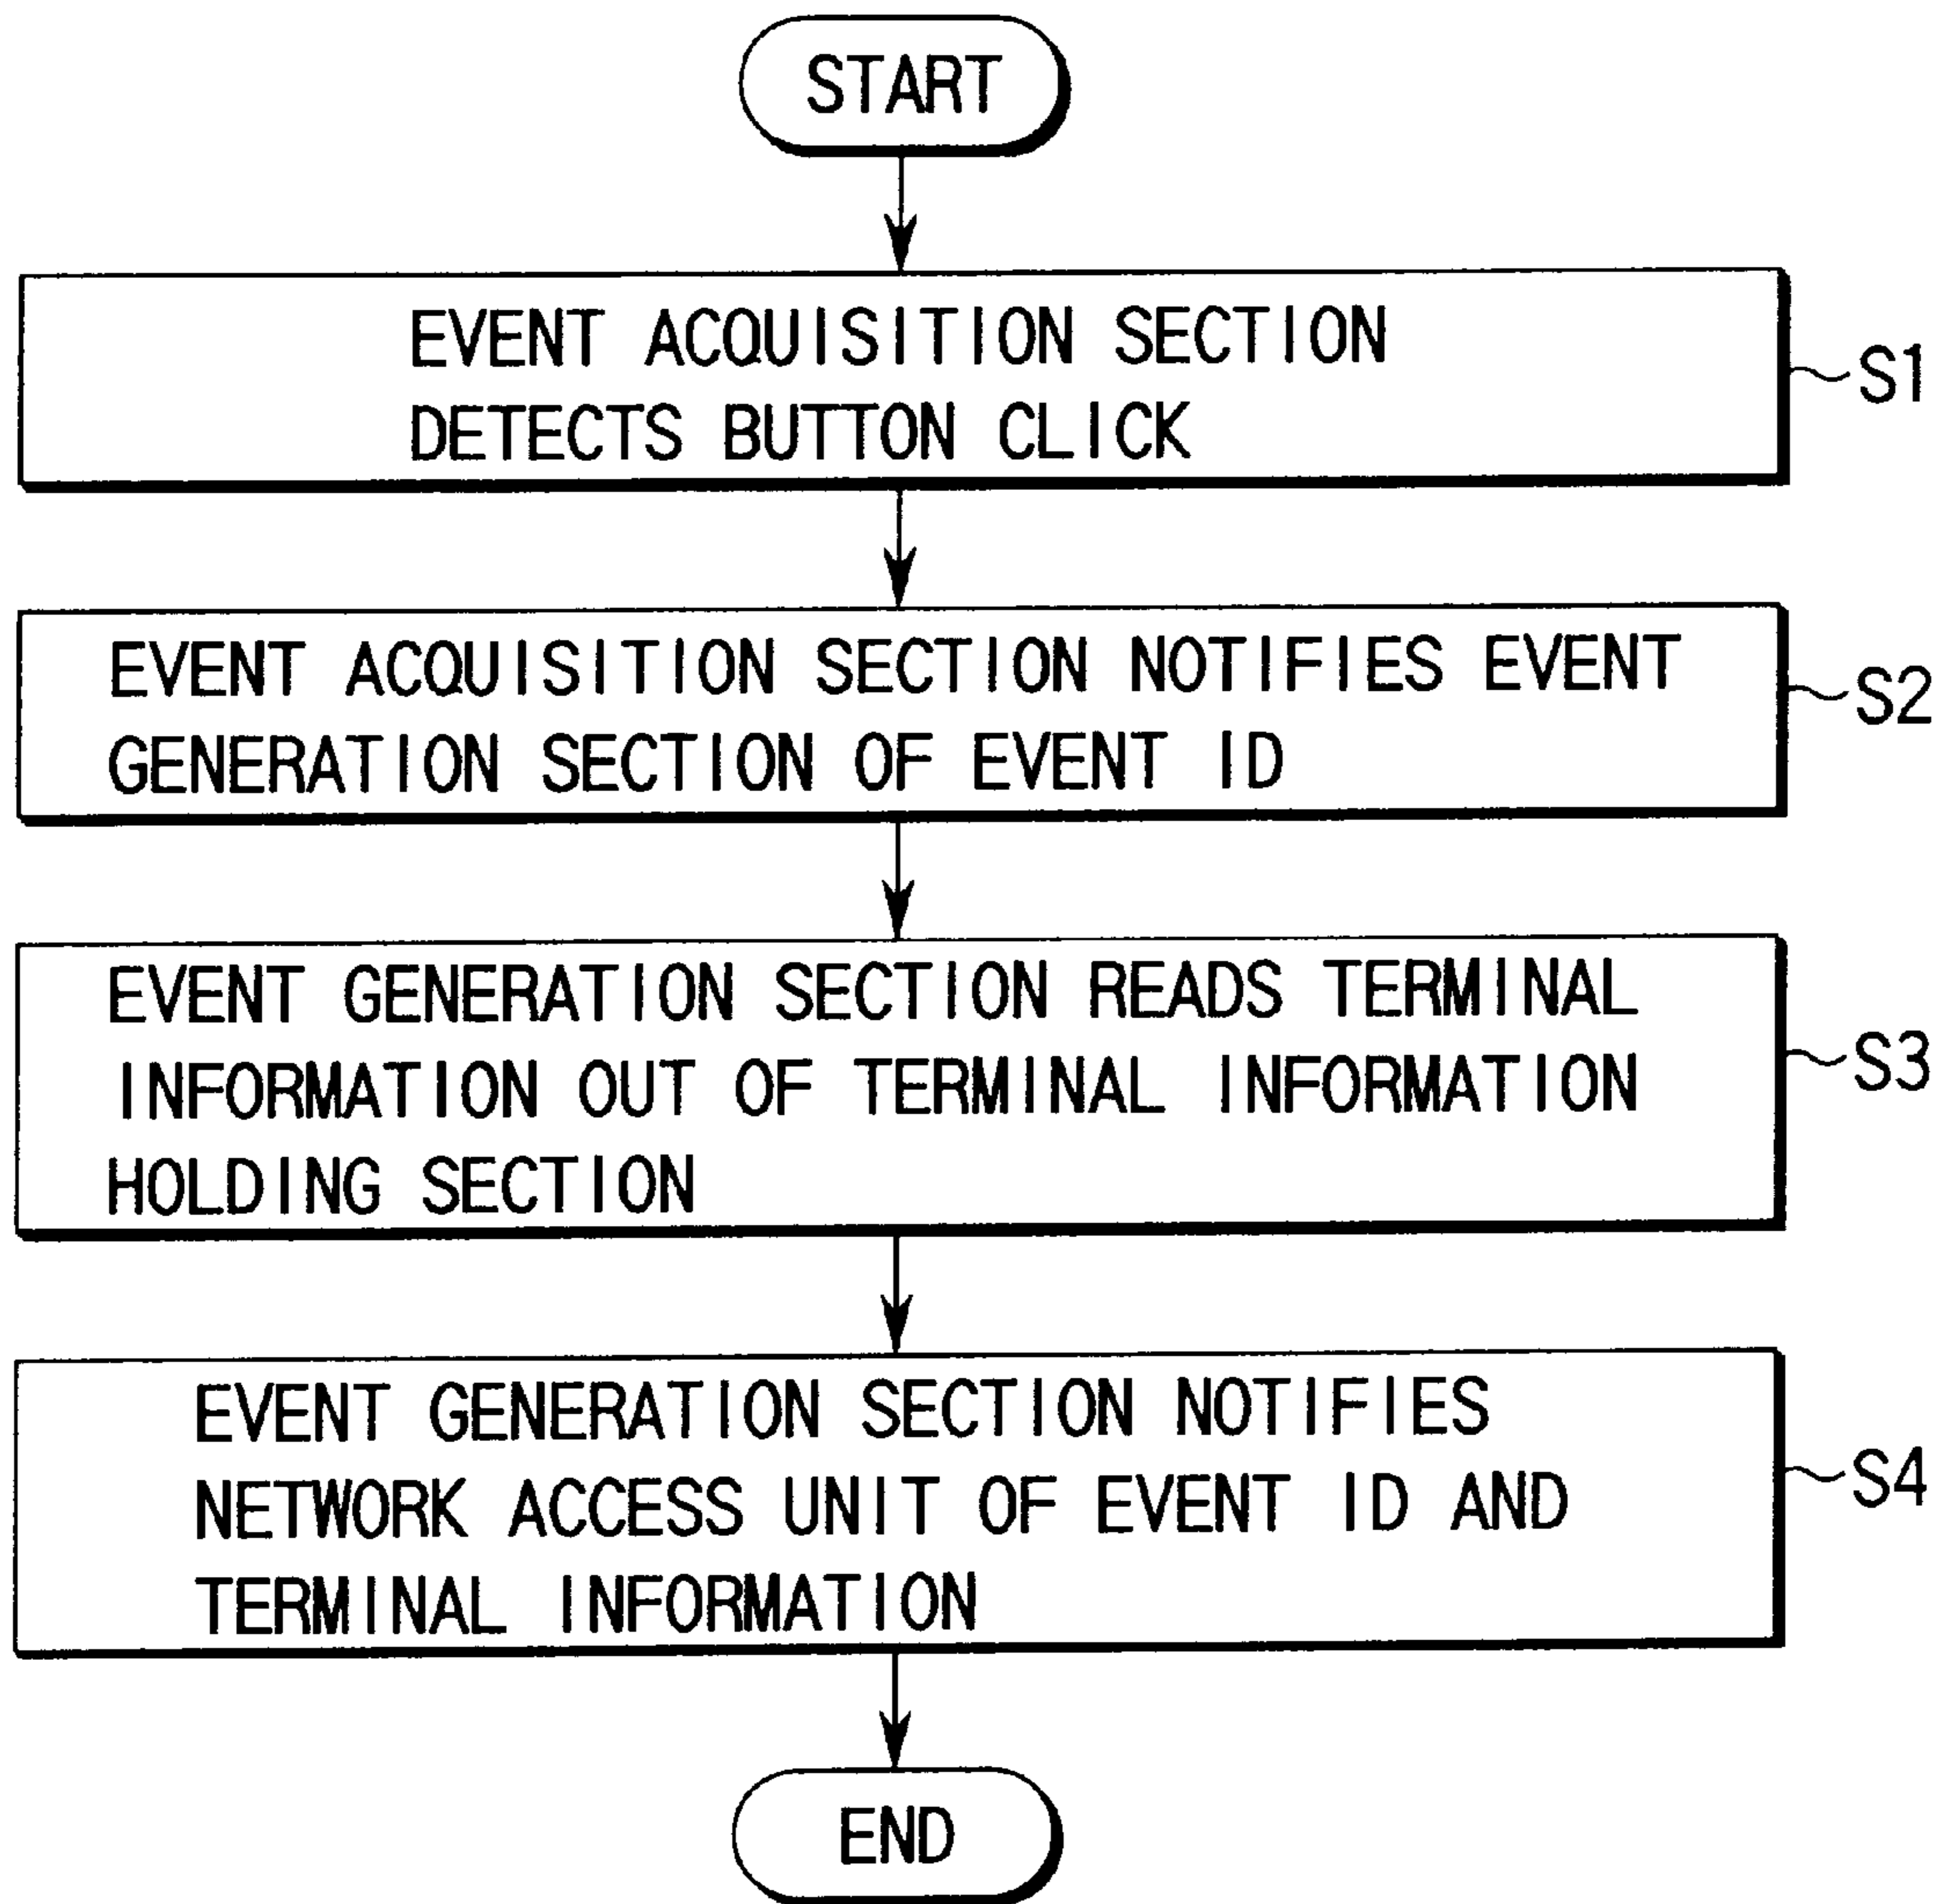 START
EVENT ACQUISITION SECTION
DETECTS BUTTON CLICK
S1
EVENT ACQUISITION SECTION NOTIFIES EVENT
GENERATION SECTION OF EVENT ID
S2
EVENT GENERATION SECTION READS TERMINAL
INFORMATION OUT OF TERMINAL INFORMATION
HOLDING SECTION
S3
EVENT GENERATION SECTION NOTIFIES
NETWORK ACCESS UNIT OF EVENT ID AND
TERMINAL INFORMATION
S4
END